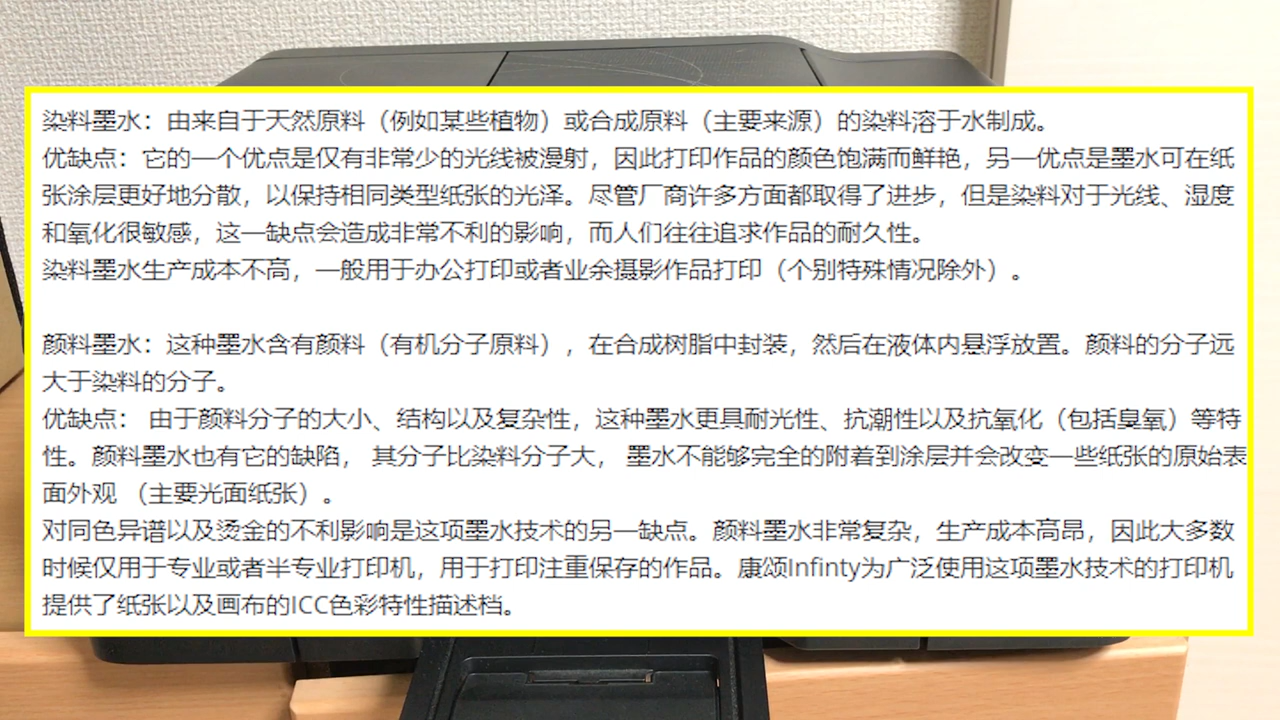 染料墨水：由来自于天然原料（例如某些植物）或合成原料（主要来源）的染料溶于水制成。
优缺点：它的一个优点是仅有非常少的光线被漫射，因此打印作品的颜色饱满而鲜艳，另一优点是墨水可在纸
张涂层更好地分散，以保持相同类型纸张的光泽。尽管厂商许多方面都取得了进步，但是染料对于光线、湿度
和氧化很敏感，这一缺点会造成非常不利的影响，而人们往往追求作品的耐久性。
染料墨水生产成本不高，一般用于办公打印或者业余摄影作品打印（个别特殊情况除外）。
颜料墨水：这种墨水含有颜料（有机分子原料），在合成树脂中封装，然后在液体内悬浮放置。颜料的分子远
大于染料的分子。
优缺点： 由于颜料分子的大小、结构以及复杂性，这种墨水更具耐光性、抗潮性以及抗氧化（包括臭氧）等特
性。颜料墨水也有它的缺陷， 其分子比染料分子大， 墨水不能够完全的附着到涂层并会改变一些纸张的原始表
面外观 （主要光面纸张）。
对同色异谱以及烫金的不利影响是这项墨水技术的另一缺点。颜料墨水非常复杂，生产成本高昂，因此大多数
时候仅用于专业或者半专业打印机，用于打印注重保存的作品。康颂Infinty为广泛使用这项墨水技术的打印机
提供了纸张以及画布的ICC色彩特性描述档。